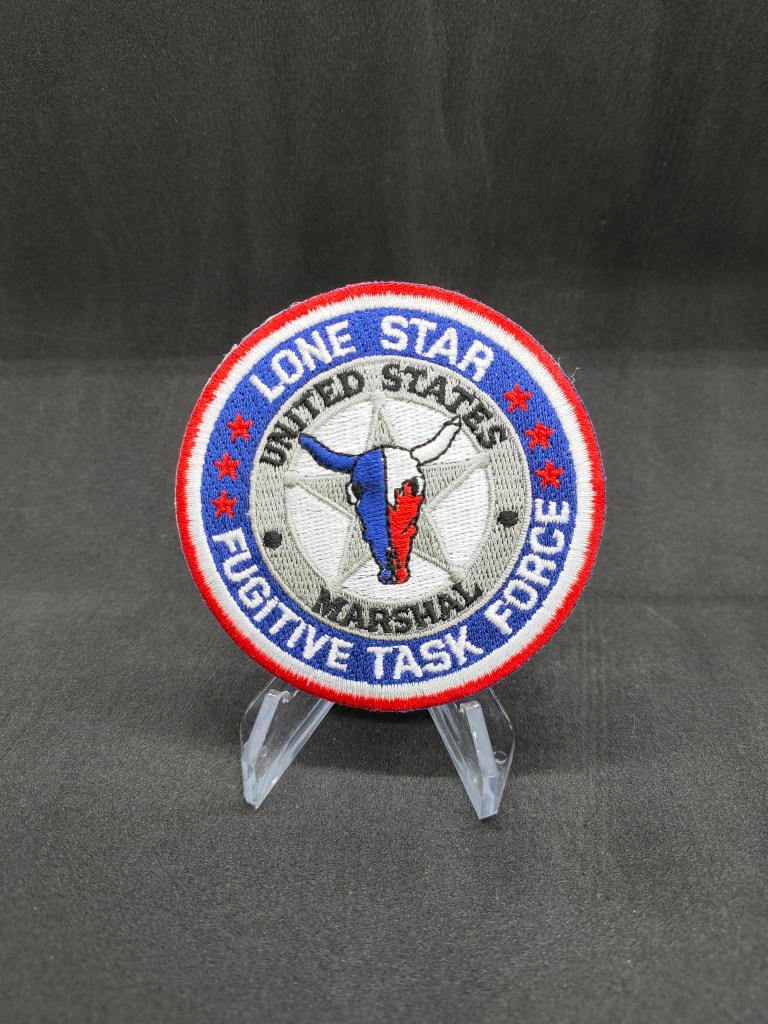 LONE STAR
UNITED STATES
MARSHAL
FUGITIVE TASK FORCE